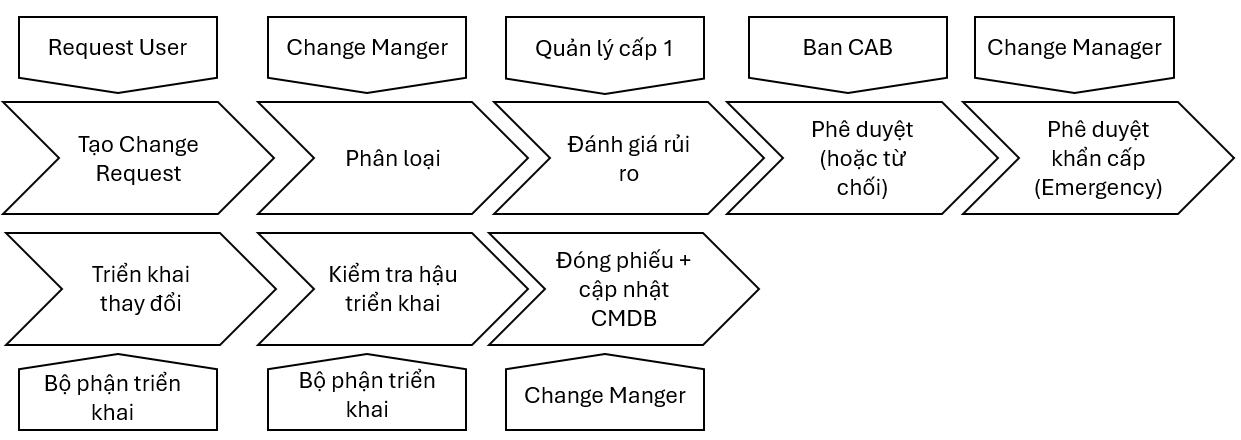 Request User
Change Manger
Quản lý cấp 1
Ban CAB
Change Manager
Tạo Change
Request
Phân loại
Đánh giá rủi
ro
Phê duyệt
(hoặc từ
chối)
Phê duyệt
khẩn cấp
(Emergency)
Triển khai
thay đổi
Kiểm tra hậu
triển khai
Đóng phiếu +
cập nhật
CMDB
Bộ phận triển
khai
Bộ phận triển
khai
Change Manger